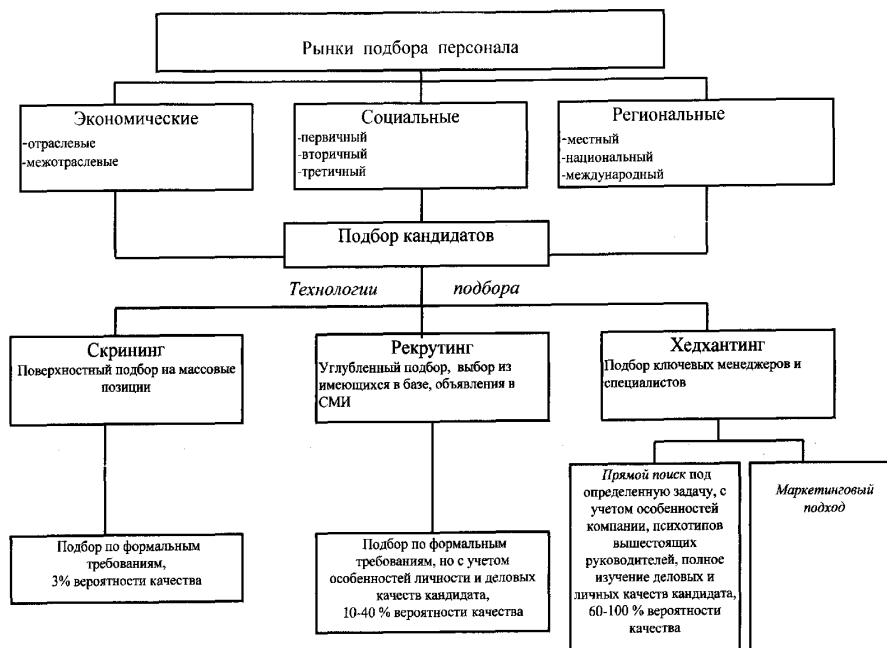 Рынки подбора персонала
Экономические
-отраслевые
-межотраслевые
Социальные
-первичный
-вторичный
-третичный
Региональные
-местный
-национальный
-международный
Подбор кандидатов
Технологии подбора
Скрининг
Поверхностный подбор на массовые
позиции
Рекрутинг
Углубленный подбор, выбор из
имеющихся в базе, объявления в
СМИ
Хедхантинг
Подбор ключевых менеджеров и
специалистов
Подбор по формальным
требованиям,
3% вероятности качества
Подбор по формальным
требованиям, но с учетом
особенностей личности и деловых
качеств кандидата,
10-40 % вероятности качества
Прямой поиск под
определенную задачу, с
учетом особенностей
компании, психотипов
вышестоящих
руководителей, полное
изучение деловых и
личных качеств кандидата,
60-100 % вероятности
качества
Маркетинговый
подход